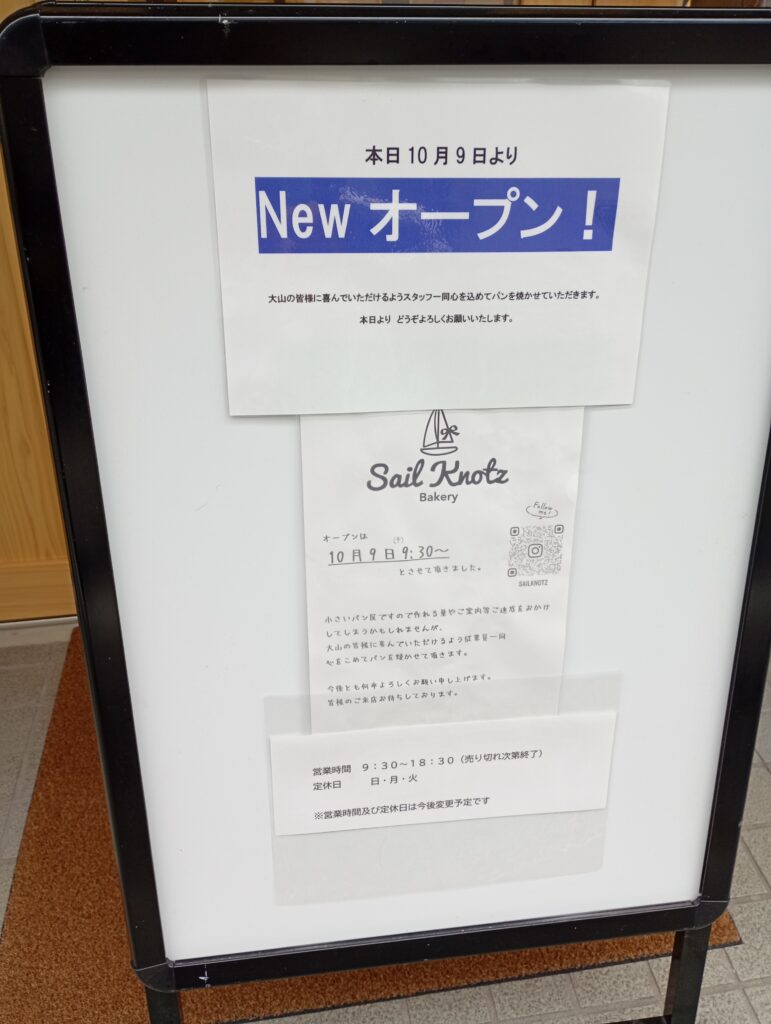 本日10月9日より
Newオープン！
大山の皆様に喜んでいただけるようスタッフ一同心を込めてパンを焼かせていただきます。
本日より どうぞよろしくお願いいたします。
Sail Knotz
Bakery
Follow me!
オープンは
(木)
10月9日9:30～
とさせて頂きました。
SAILKNOTZ
小さいパン屋ですので作れる量やご案内等ご迷惑をおかけ
してしまうかもしれませんが、
大山の皆様に喜んでいただけるよう従業員一同
心をこめてパンを焼かせて頂きます。
今後とも何卒よろしくお願い申し上げます。
皆様のご来店お待ちしております。
営業時間 9：30～18：30（売り切れ次第終了）
定休日 日・月・火
※営業時間及び定休日は今後変更予定です